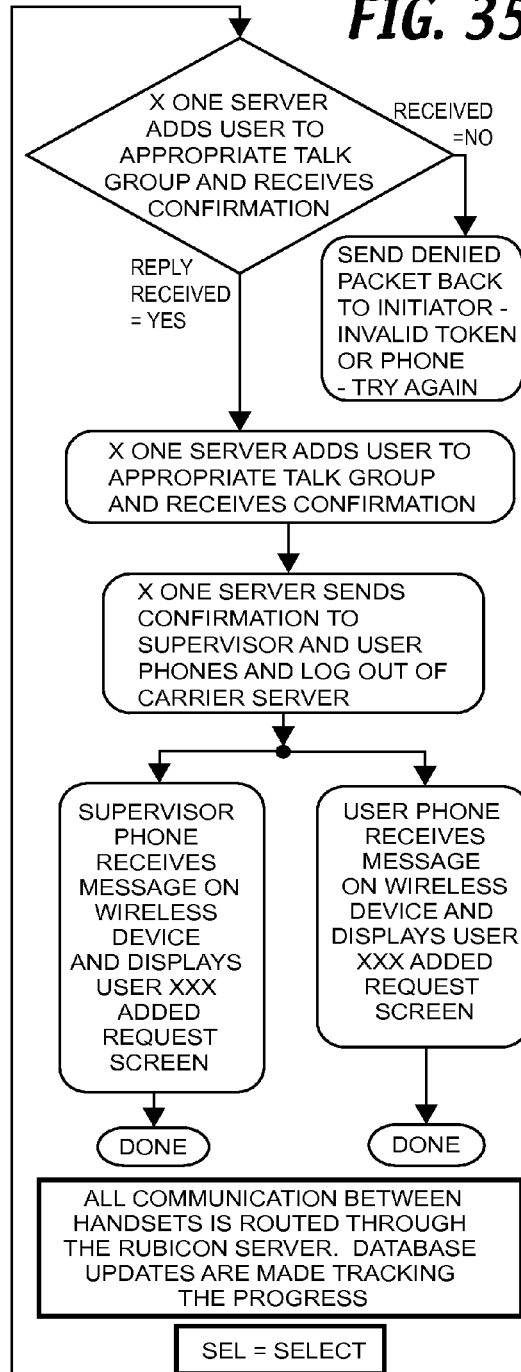 FIG. 35
X ONE SERVER
ADDS USER TO
APPROPRIATE TALK
GROUP AND RECEIVES
CONFIRMATION
RECEIVED
=NO
REPLY
RECEIVED
= YES
SEND DENIED
PACKET BACK
TO INITIATOR -
INVALID TOKEN
OR PHONE
- TRY AGAIN
X ONE SERVER ADDS USER TO
APPROPRIATE TALK GROUP
AND RECEIVES CONFIRMATION
X ONE SERVER SENDS
CONFIRMATION TO
SUPERVISOR AND USER
PHONES AND LOG OUT OF
CARRIER SERVER
SUPERVISOR
PHONE
RECEIVES
MESSAGE ON
WIRELESS
DEVICE
AND DISPLAYS
USER XXX
ADDED
REQUEST
SCREEN
USER PHONE
RECEIVES
MESSAGE
ON WIRELESS
DEVICE AND
DISPLAYS USER
XXX ADDED
REQUEST
SCREEN
DONE
DONE
ALL COMMUNICATION BETWEEN
HANDSETS IS ROUTED THROUGH
THE RUBICON SERVER. DATABASE
UPDATES ARE MADE TRACKING
THE PROGRESS
SEL = SELECT